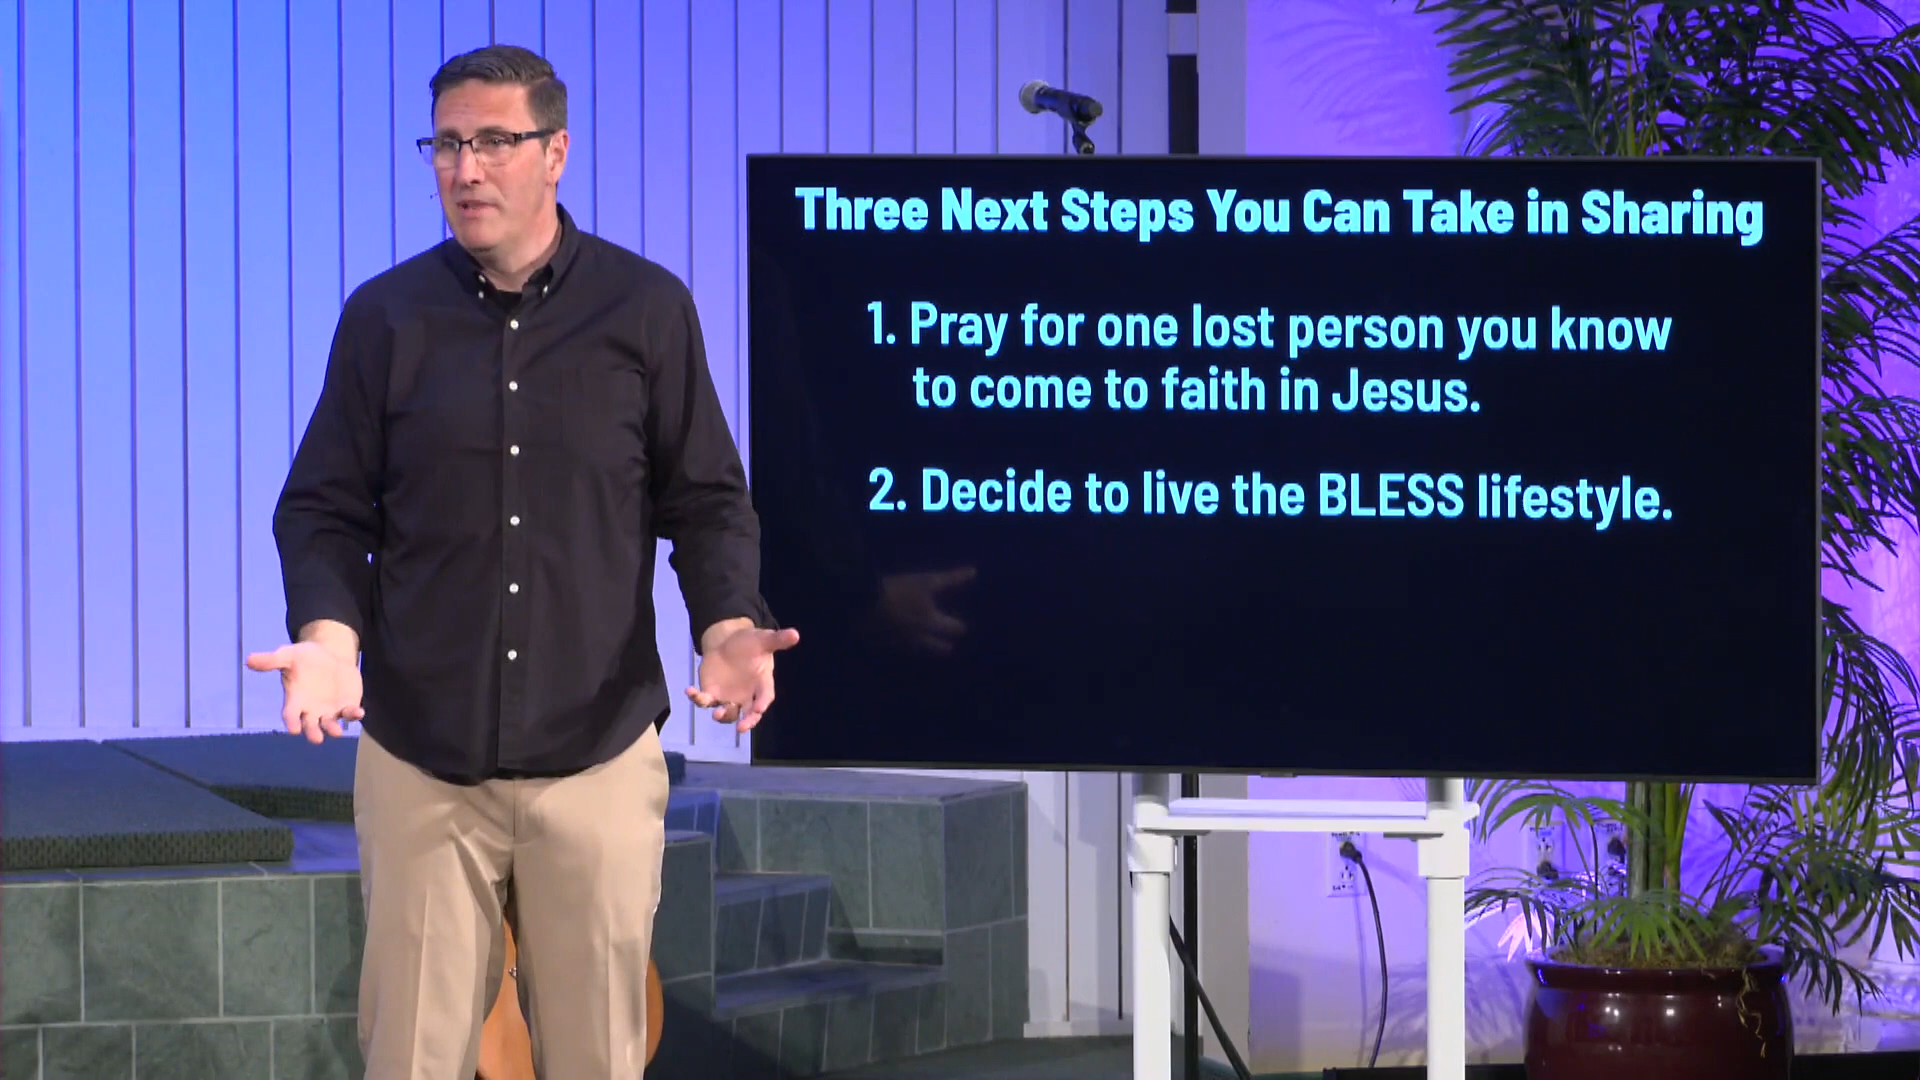 Three Next Steps You Can Take in Sharing
1. Pray for one lost person you know
to come to faith in Jesus.
2. Decide to live the BLESS lifestyle.